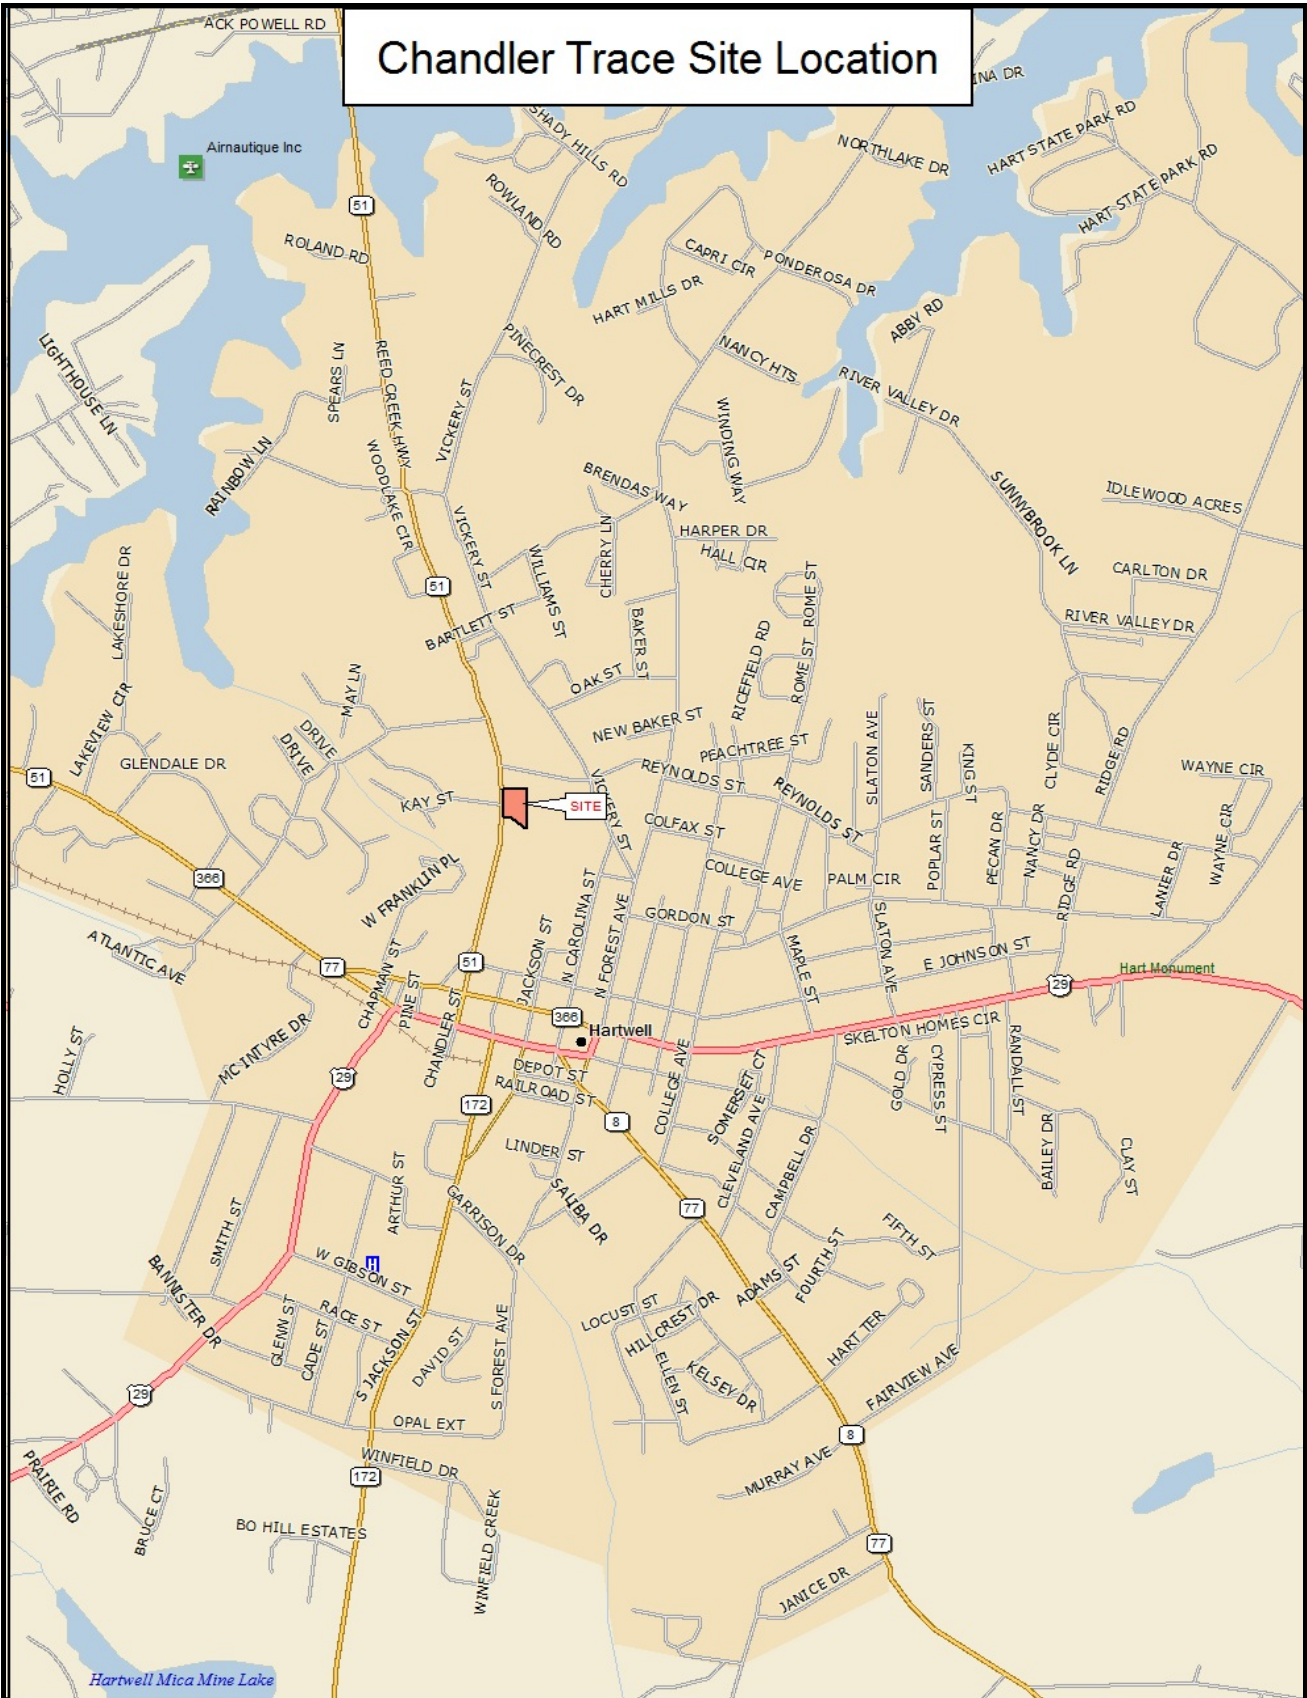 Chandler Trace Site Location
ACK POWELL RD
INA DR
Airnautique Inc
SHADY HILLS RD
NORTHLAKE DR
HART STATE PARK RD
HART STATE PARK RD
51
ROWLAND RD
ROLAND RD
CAPRI CIR
PONDEROSA DR
HART MILLS DR
ABBY RD
LIGHTHOUSE LN
SPEARS LN
REED CREEK HWY
PINECREST DR
NANCY HTS
RIVER VALLEY DR
VICKERY ST
WINDING WAY
RAINBOW LN
WOODLAKE CIR
BRENDAS WAY
SUNNYBROOK LN
IDLEWOOD ACRES
VICKERY ST
HARPER DR
HALL CIR
CHERRY LN
WILLIAMS ST
CARLTON DR
LAKESHORE DR
51
ROME ST
BARTLETT ST
BAKER ST
RIVER VALLEY DR
RICEFIELD RD
ROME ST
MAY LN
OAK ST
LAKEVIEW CIR
NEW BAKER ST
SLATON AVE
SANDERS ST
CLYDE CIR
RIDGE RD
DRIVE
DRIVE
PEACHTREE ST
KING ST
51
GLENDALE DR
REYNOLDS ST
REYNOLDS ST
WAYNE CIR
KAY ST
SITE
VICKERY ST
COLFAX ST
POPLAR ST
PECAN DR
NANCY DR
WAYNE CIR
366
W FRANKLIN PL
COLLEGE AVE
PALM CIR
RIDGE RD
LANIER DR
N CAROLINA ST
N FOREST AVE
GORDON ST
SLATON AVE
ATLANTIC AVE
JACKSON ST
MAPLE ST
E JOHNSON ST
77
51
CHAPMAN ST
PINE ST
Hart Monument
29
366
Hartwell
CHANDLER ST
SKELTON HOMES CIR
HOLLY ST
MC INTYRE DR
DEPOT ST
RAILROAD ST
COLLEGE AVE
SOMERSET CT
GOLD DR
CYPRESS ST
RANDALL ST
29
172
8
CLEVELAND AVE
CAMPBELL DR
BAILEY DR
CLAY ST
LINDER ST
ARTHUR ST
SALIBA DR
SMITH ST
GARRISON DR
77
FIFTH ST
FOURTH ST
H
W GIBSON ST
BANNISTER DR
ADAMS ST
RACE ST
LOCUST ST
HILLCREST DR
GLENN ST
CADE ST
S JACKSON ST
DAVID ST
S FOREST AVE
HART TER
ELLEN ST
KELSEY DR
FAIRVIEW AVE
29
OPAL EXT
8
WINFIELD DR
MURRAY AVE
172
PRAIRIE RD
BRUCE CT
BO HILL ESTATES
WINFIELD CREEK
77
JANICE DR
Hartwell Mica Mine Lake